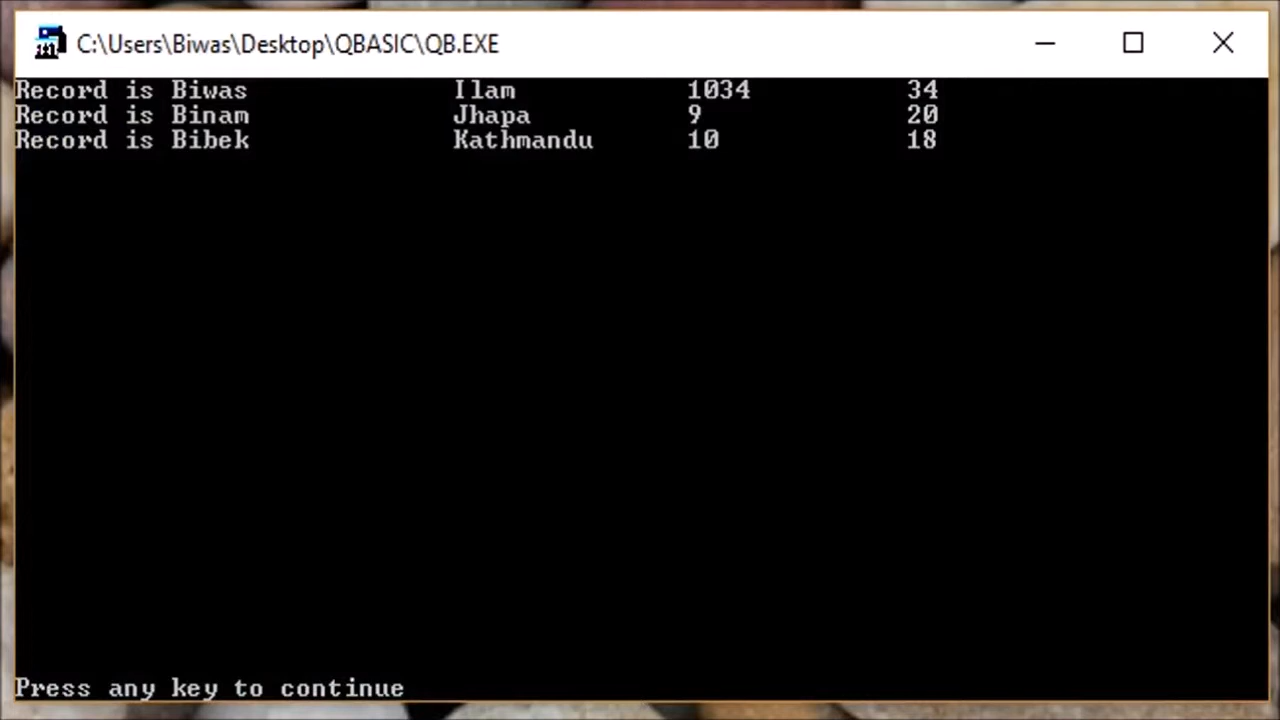 C:\Users\Biwas\Desktop\QBASIC\QB.EXE
Record is Biwas Ilam 1034 34
Record is Binam Jhapa 9 20
Record is Bibek Kathmandu 10 18
Press any key to continue